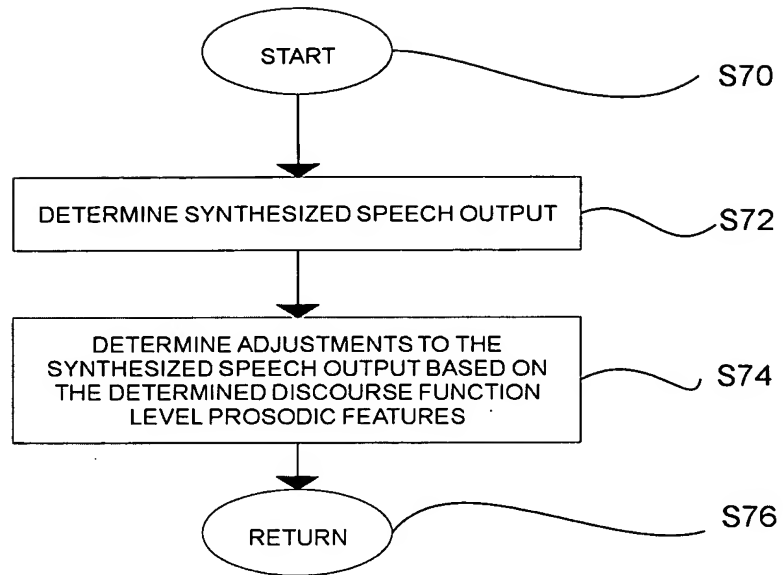 START
S70
DETERMINE SYNTHESIZED SPEECH OUTPUT
S72
DETERMINE ADJUSTMENTS TO THE
SYNTHESIZED SPEECH OUTPUT BASED ON
THE DETERMINED DISCOURSE FUNCTION
LEVEL PROSODIC FEATURES
S74
RETURN
S76